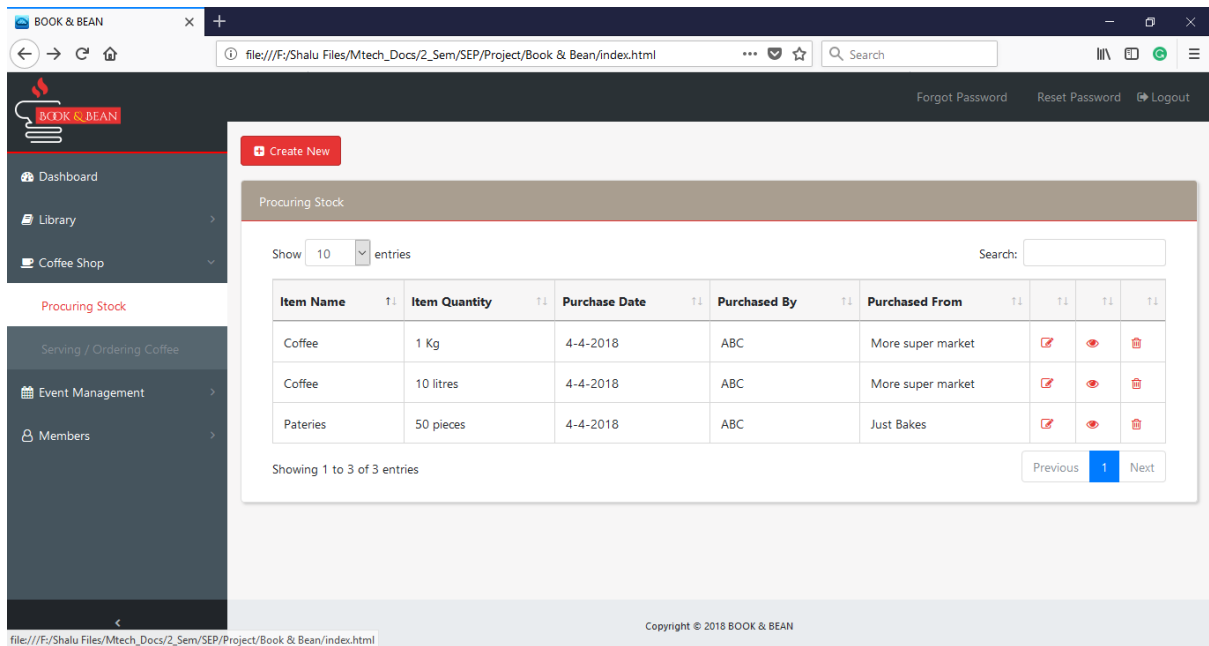 BOOK & BEAN
file:///F:/Shalu Files/Mtech_Docs/2_Sem/SEP/Project/Book & Bean/index.html
Search
BOOK & BEAN
Forgot Password
Reset Password
Logout
Dashboard
Library
Coffee Shop
Procuring Stock
Serving / Ordering Coffee
Event Management
Members
Create New
Procuring Stock
Show 10 entries
Search:
Item Name Item Quantity Purchase Date Purchased By Purchased From
Coffee 1 Kg 4-4-2018 ABC More super market
Coffee 10 litres 4-4-2018 ABC More super market
Pateries 50 pieces 4-4-2018 ABC Just Bakes
Showing 1 to 3 of 3 entries
Previous 1 Next
Copyright © 2018 BOOK & BEAN
file:///F:/Shalu Files/Mtech_Docs/2_Sem/SEP/Project/Book & Bean/index.html